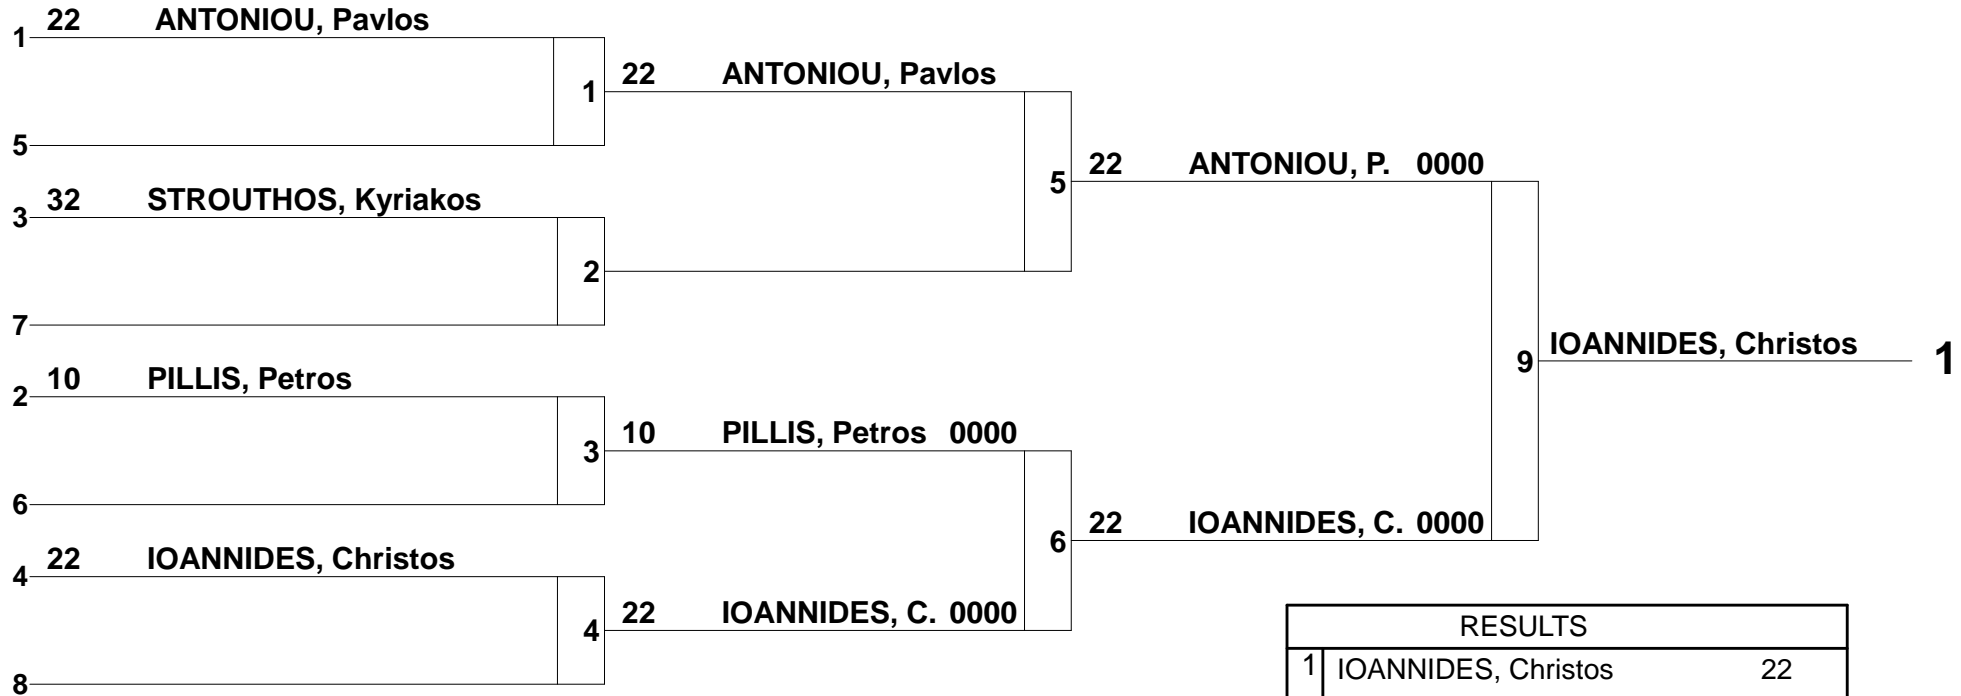 1 22 ANTONIOU, Pavlos
1 22 ANTONIOU, Pavlos
5
5 22 ANTONIOU, P. 0000
3 32 STROUTHOS, Kyriakos
2
7
9 IOANNIDES, Christos 1
2 10 PILLIS, Petros
3 10 PILLIS, Petros 0000
6
6 22 IOANNIDES, C. 0000
4 22 IOANNIDES, Christos
4 22 IOANNIDES, C. 0000
8
RESULTS
1 IOANNIDES, Christos 22